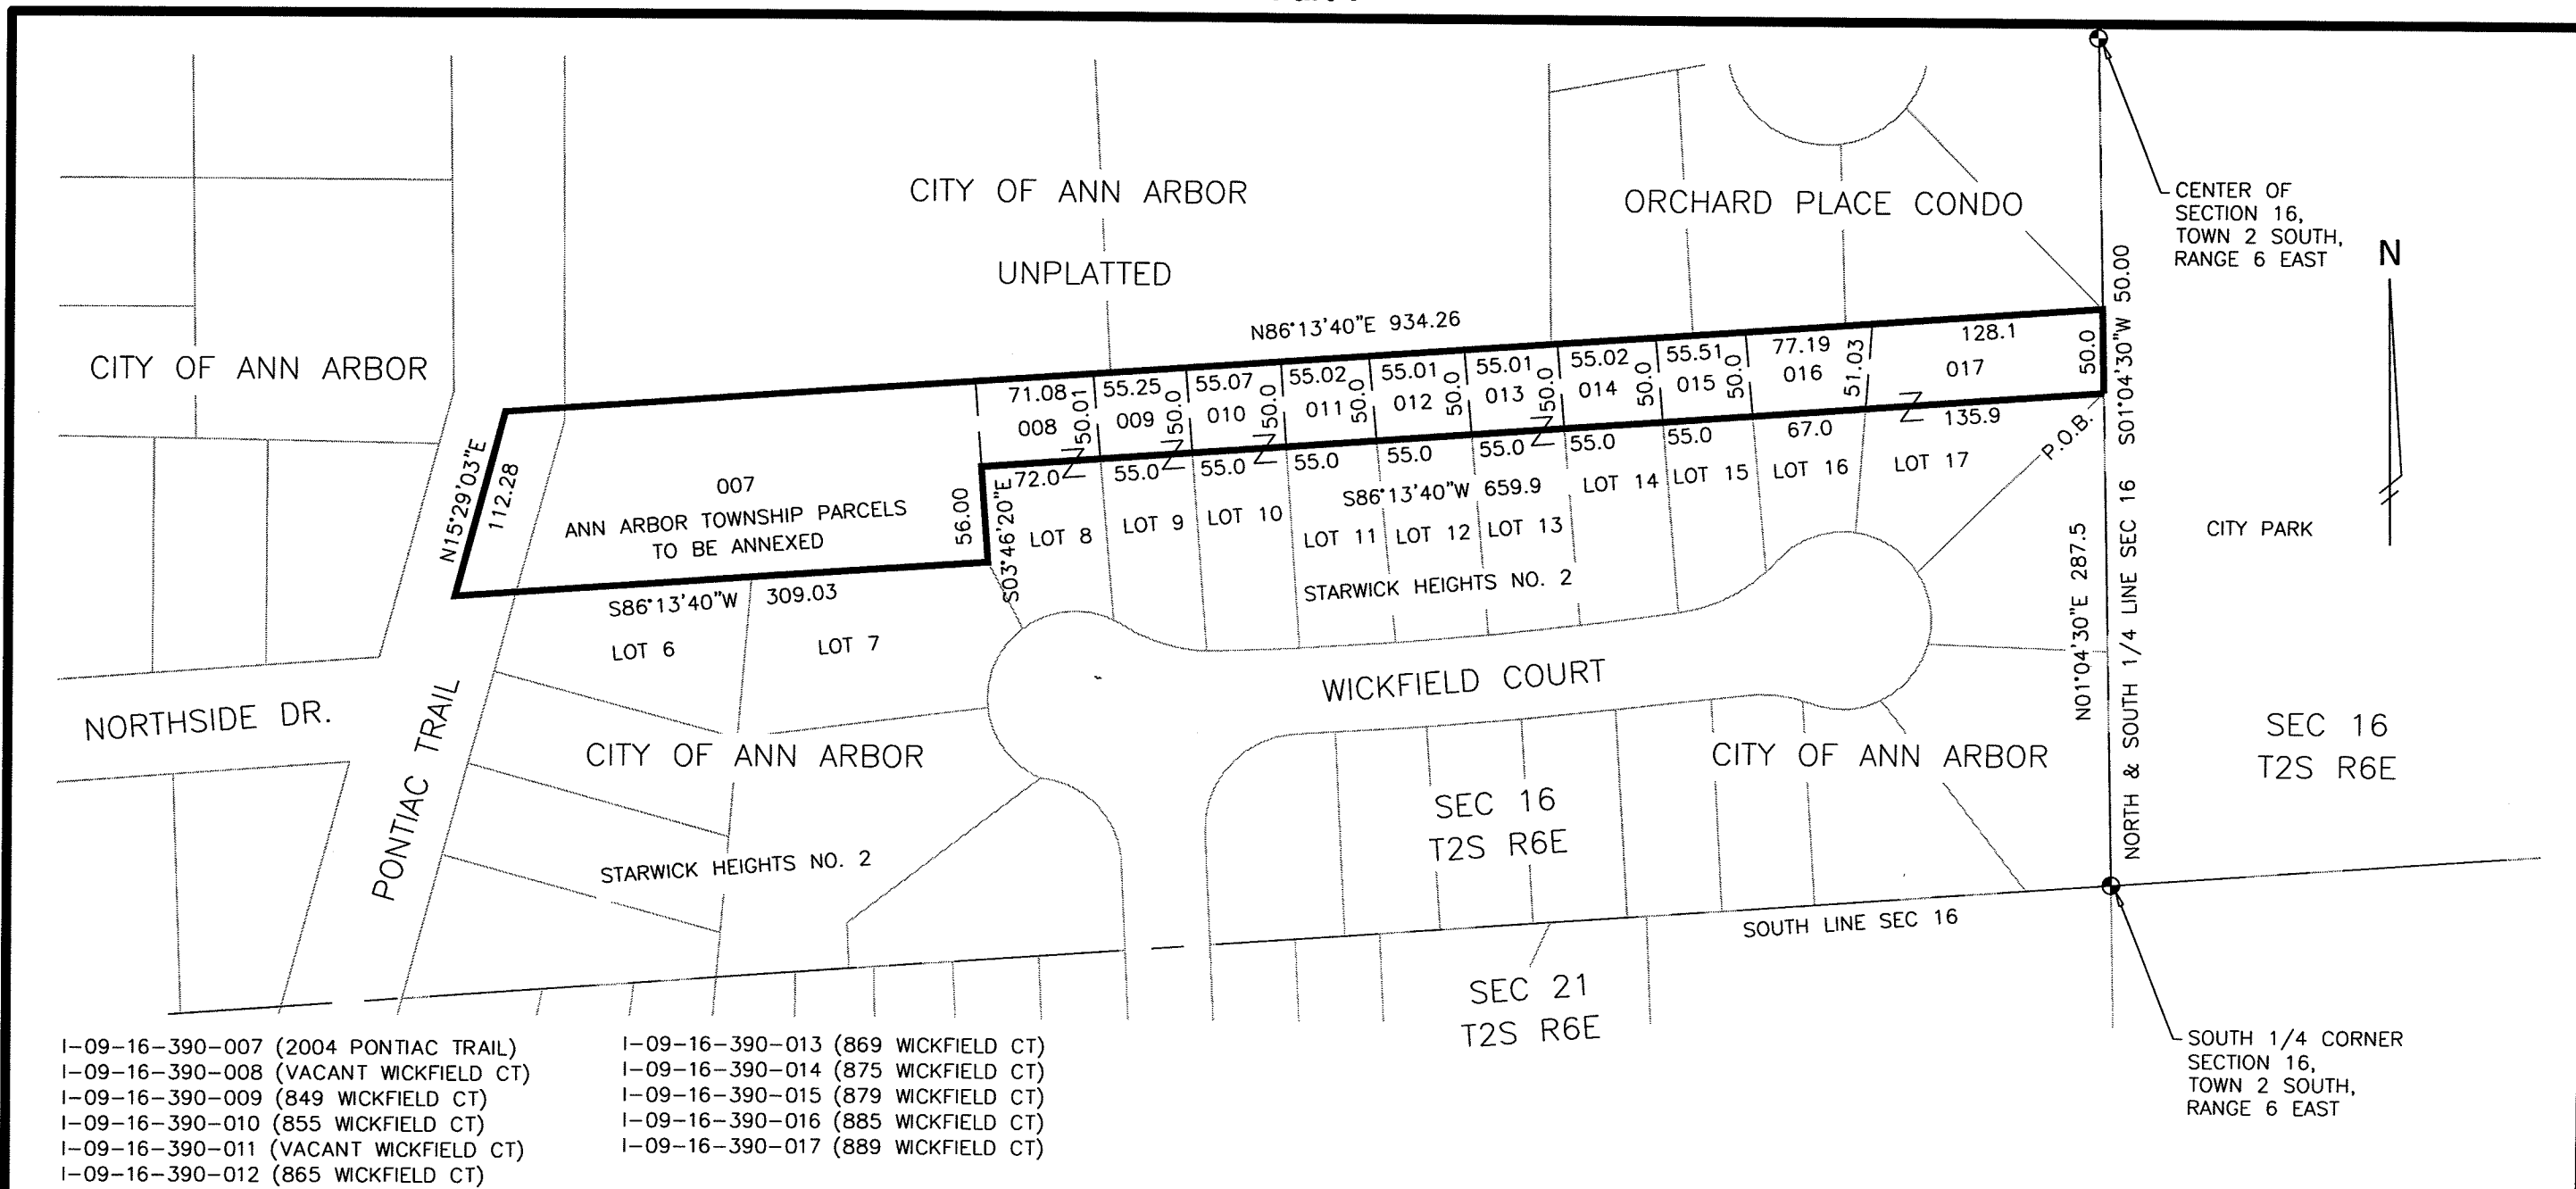 CENTER OF
SECTION 16,
TOWN 2 SOUTH,
RANGE 6 EAST
N
CITY OF ANN ARBOR
UNPLATTED
ORCHARD PLACE CONDO
CITY OF ANN ARBOR
N86°13'40"E 934.26
S01°04'30"W 50.00
71.08
55.25
55.07
55.02
55.01
55.01
55.02
55.51
77.19
128.1
008
009
010
011
012
013
014
015
016
017
50.01
50.0
50.0
50.0
50.0
50.0
50.0
50.0
51.03
50.0
N15°29'03"E
112.28
007
ANN ARBOR TOWNSHIP PARCELS
TO BE ANNEXED
56.00
S03°46'20"E
72.0
55.0
55.0
55.0
55.0
55.0
55.0
55.0
67.0
135.9
P.O.B.
S86°13'40"W 659.9
LOT 8
LOT 9
LOT 10
LOT 11
LOT 12
LOT 13
LOT 14
LOT 15
LOT 16
LOT 17
STARWICK HEIGHTS NO. 2
S86°13'40"W 309.03
LOT 6
LOT 7
CITY PARK
N01°04'30"E 287.5
NORTH & SOUTH 1/4 LINE SEC 16
WICKFIELD COURT
NORTHSIDE DR.
PONTIAC TRAIL
CITY OF ANN ARBOR
STARWICK HEIGHTS NO. 2
SEC 16
T2S R6E
CITY OF ANN ARBOR
SEC 16
T2S R6E
SOUTH LINE SEC 16
SEC 21
T2S R6E
SOUTH 1/4 CORNER
SECTION 16,
TOWN 2 SOUTH,
RANGE 6 EAST
I-09-16-390-007 (2004 PONTIAC TRAIL)
I-09-16-390-008 (VACANT WICKFIELD CT)
I-09-16-390-009 (849 WICKFIELD CT)
I-09-16-390-010 (855 WICKFIELD CT)
I-09-16-390-011 (VACANT WICKFIELD CT)
I-09-16-390-012 (865 WICKFIELD CT)
I-09-16-390-013 (869 WICKFIELD CT)
I-09-16-390-014 (875 WICKFIELD CT)
I-09-16-390-015 (879 WICKFIELD CT)
I-09-16-390-016 (885 WICKFIELD CT)
I-09-16-390-017 (889 WICKFIELD CT)